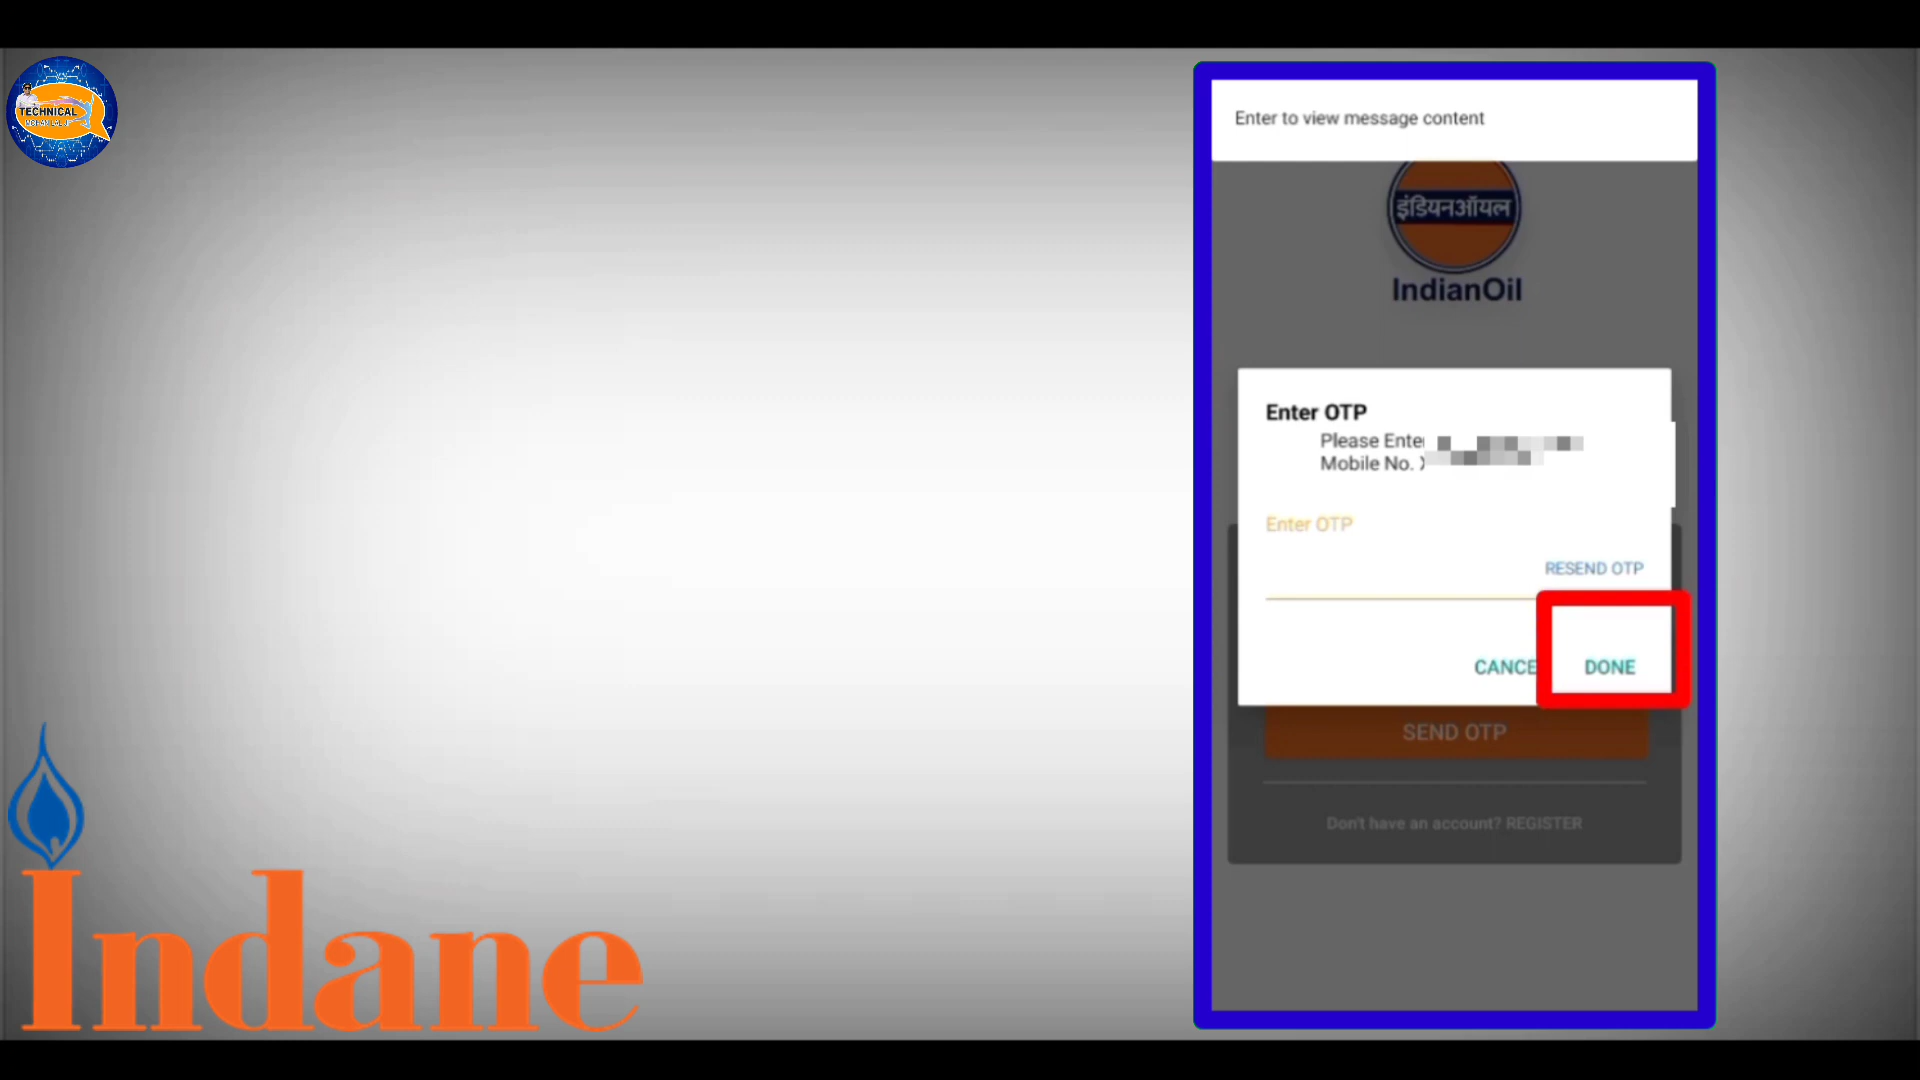 TECHNICAL
Enter to view message content
इंडियनऑयल
IndianOil
Enter OTP
Please Enter
Mobile No. X
Enter OTP
RESEND OTP
CANCE
DONE
SEND OTP
Don't have an account? REGISTER
Indane